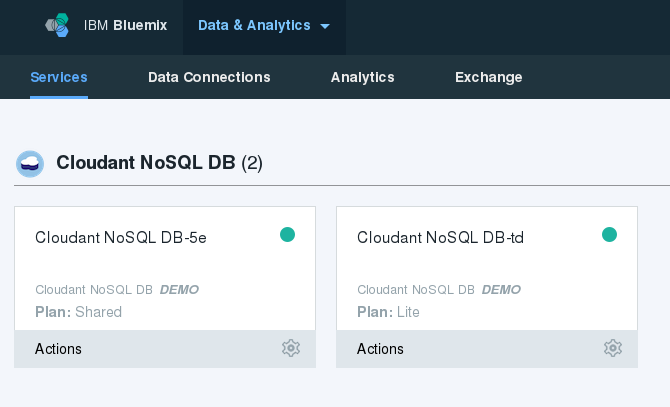 IBM Bluemix Data & Analytics
Services Data Connections Analytics Exchange
Cloudant NoSQL DB (2)
Cloudant NoSQL DB-5e
Cloudant NoSQL DB DEMO
Plan: Shared
Actions
Cloudant NoSQL DB-td
Cloudant NoSQL DB DEMO
Plan: Lite
Actions